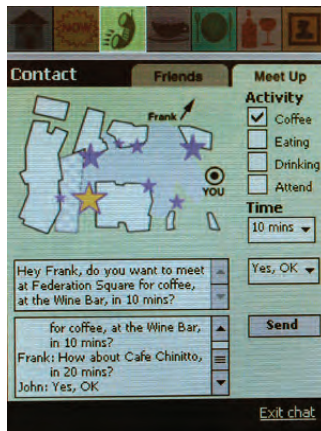 NOW
Contact
Friends
Meet Up
Frank
YOU
Activity
Coffee
Eating
Drinking
Attend
Time
10 mins
Hey Frank, do you want to meet
at Federation Square for coffee,
at the Wine Bar, in 10 mins?
Yes, OK
for coffee, at the Wine Bar,
in 10 mins?
Frank: How about Cafe Chinitto,
in 20 mins?
John: Yes, OK
Send
Exit chat